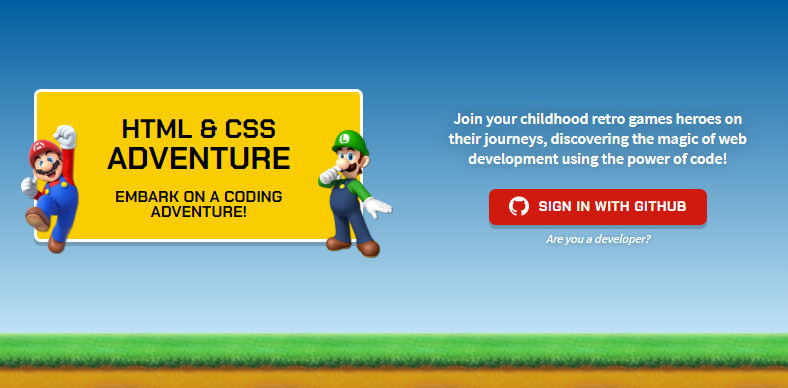 HTML & CSS
ADVENTURE
EMBARK ON A CODING
ADVENTURE!
Join your childhood retro games heroes on
their journeys, discovering the magic of web
development using the power of code!
SIGN IN WITH GITHUB
Are you a developer?